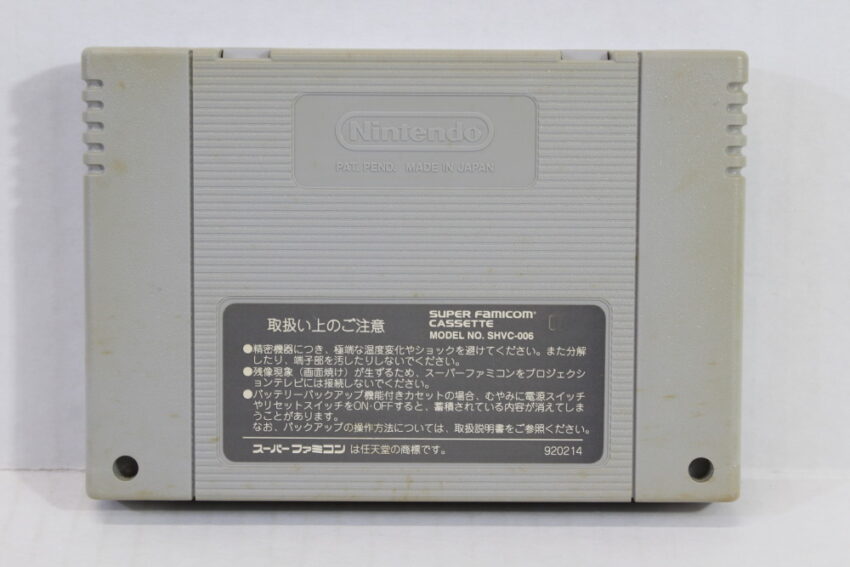 Nintendo
PAT. PEND. MADE IN JAPAN
取扱い上のご注意
SUPER FAMICOM
CASSETTE
MODEL NO. SHVC-006
●精密機器につき、極端な温度変化やショックを避けてください。また分解
したり、端子部を汚したりしないでください。
●残像現象（画面焼け）が生ずるため、スーパーファミコンをプロジェクシ
ョンテレビには接続しないでください。
●バッテリーバックアップ機能付きカセットの場合、むやみに電源スイッチ
やリセットスイッチをON・OFFすると、蓄積されている内容が消えてしま
うことがあります。
なお、バックアップの操作方法については、取扱説明書をご参照ください。
スーパーファミコン は任天堂の商標です。 920214